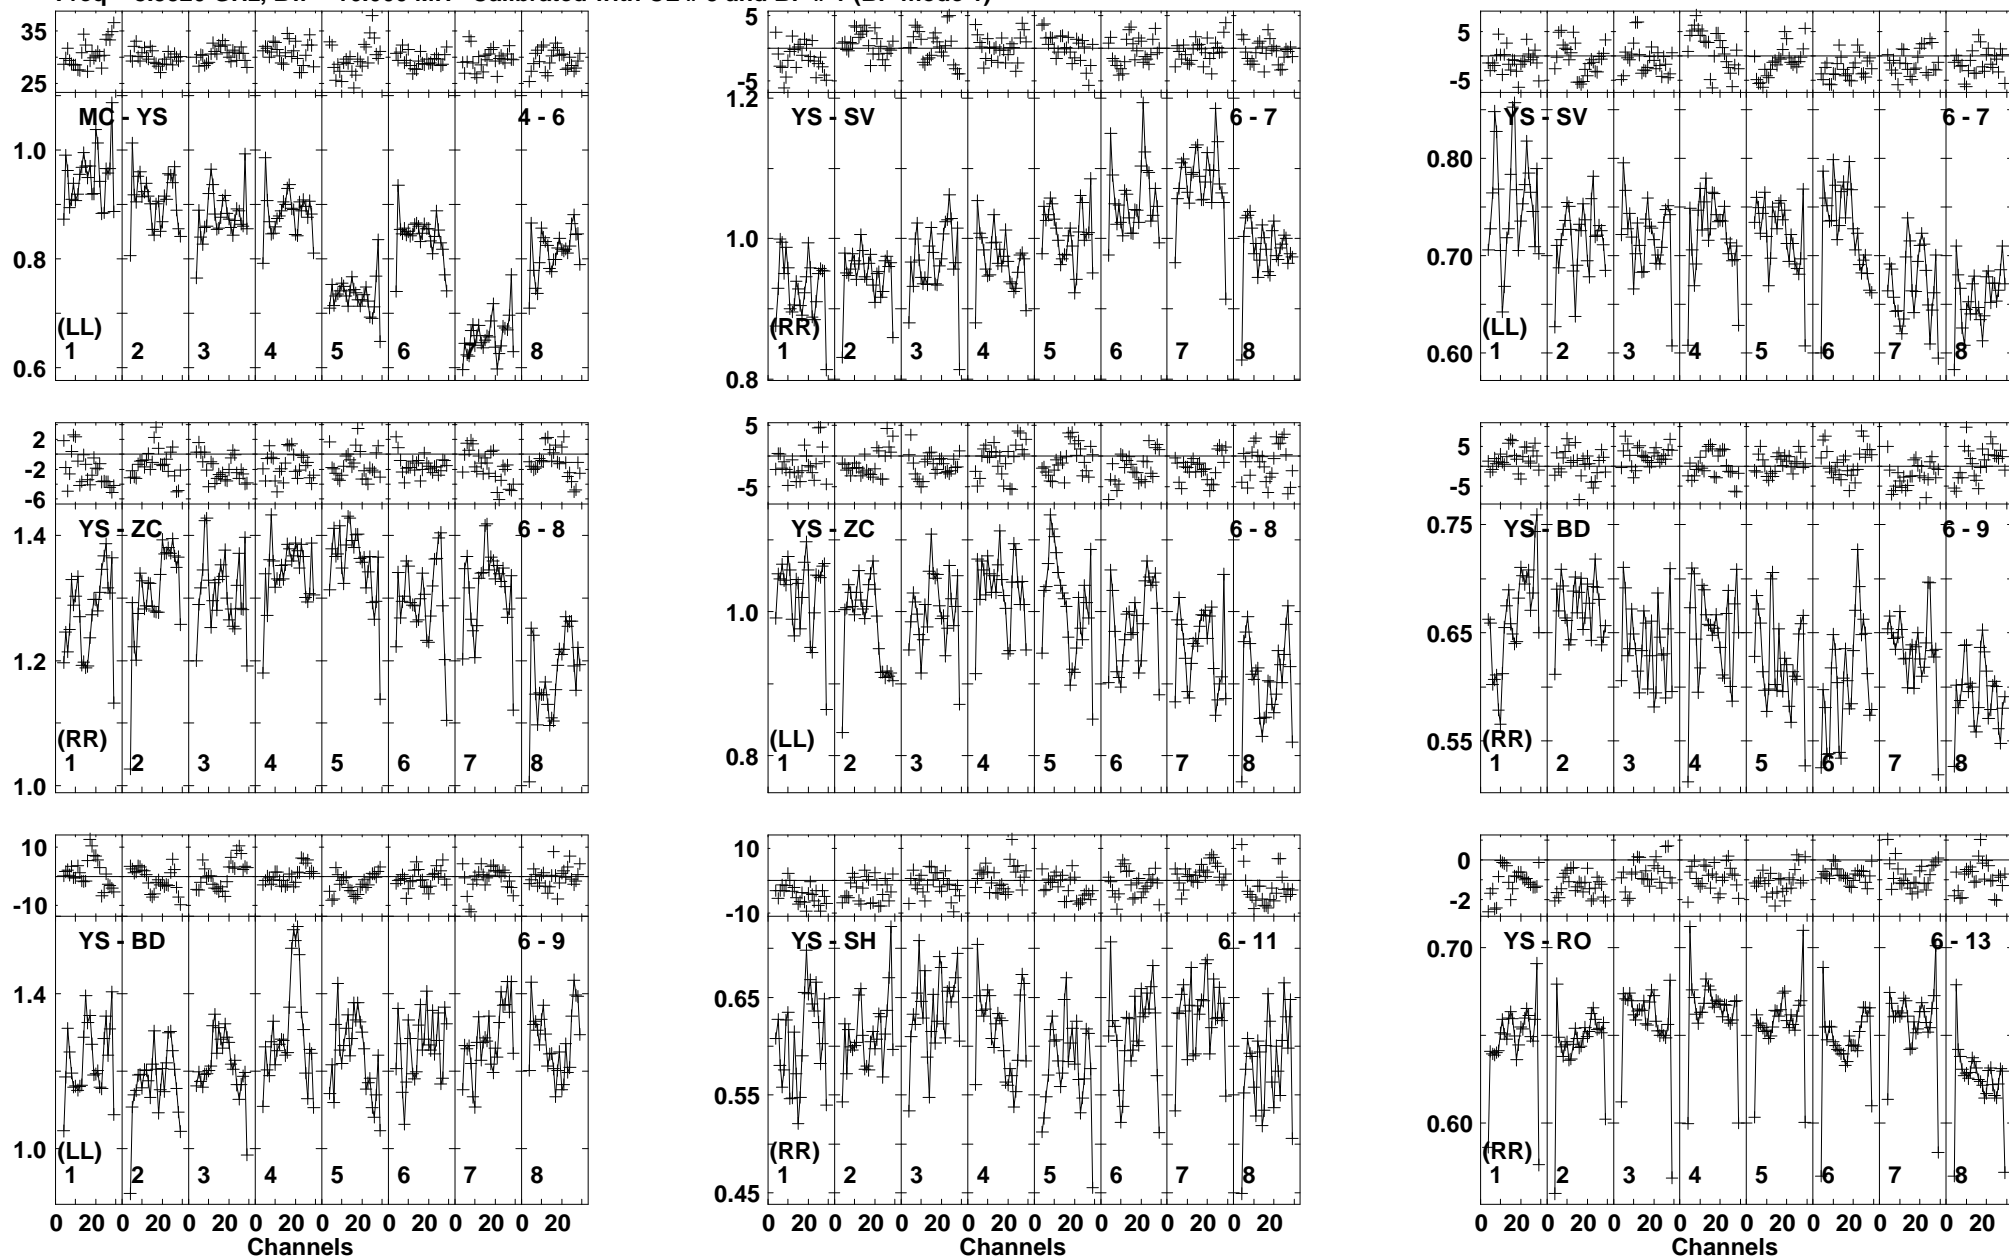 35
25
MC - YS 4 - 6
1.0
0.8
0.6
(LL)
1 2 3 4 5 6 7 8
5
-5
1.2
YS - SV 6 - 7
1.0
0.8
(RR)
1 2 3 4 5 6 7 8
5
-5
YS - SV 6 - 7
0.80
0.70
0.60
(LL)
1 2 3 4 5 6 7 8
2
-2
-6
YS - ZC 6 - 8
1.4
1.2
1.0
(RR)
1 2 3 4 5 6 7 8
5
-5
YS - ZC 6 - 8
1.0
0.8
(LL)
1 2 3 4 5 6 7 8
5
-5
YS - BD 6 - 9
0.75
0.65
0.55
(RR)
1 2 3 4 5 6 7 8
10
-10
YS - BD 6 - 9
1.4
1.0
(LL)
1 2 3 4 5 6 7 8
0 20 0 20 0 20 0 20 0 20 0 20 0 20 0 20
Channels
10
-10
YS - SH 6 - 11
0.65
0.55
0.45
(RR)
1 2 3 4 5 6 7 8
0 20 0 20 0 20 0 20 0 20 0 20 0 20 0 20
Channels
0
-2
YS - RO 6 - 13
0.70
0.60
(RR)
1 2 3 4 5 6 7 8
0 20 0 20 0 20 0 20 0 20 0 20 0 20 0 20
Channels